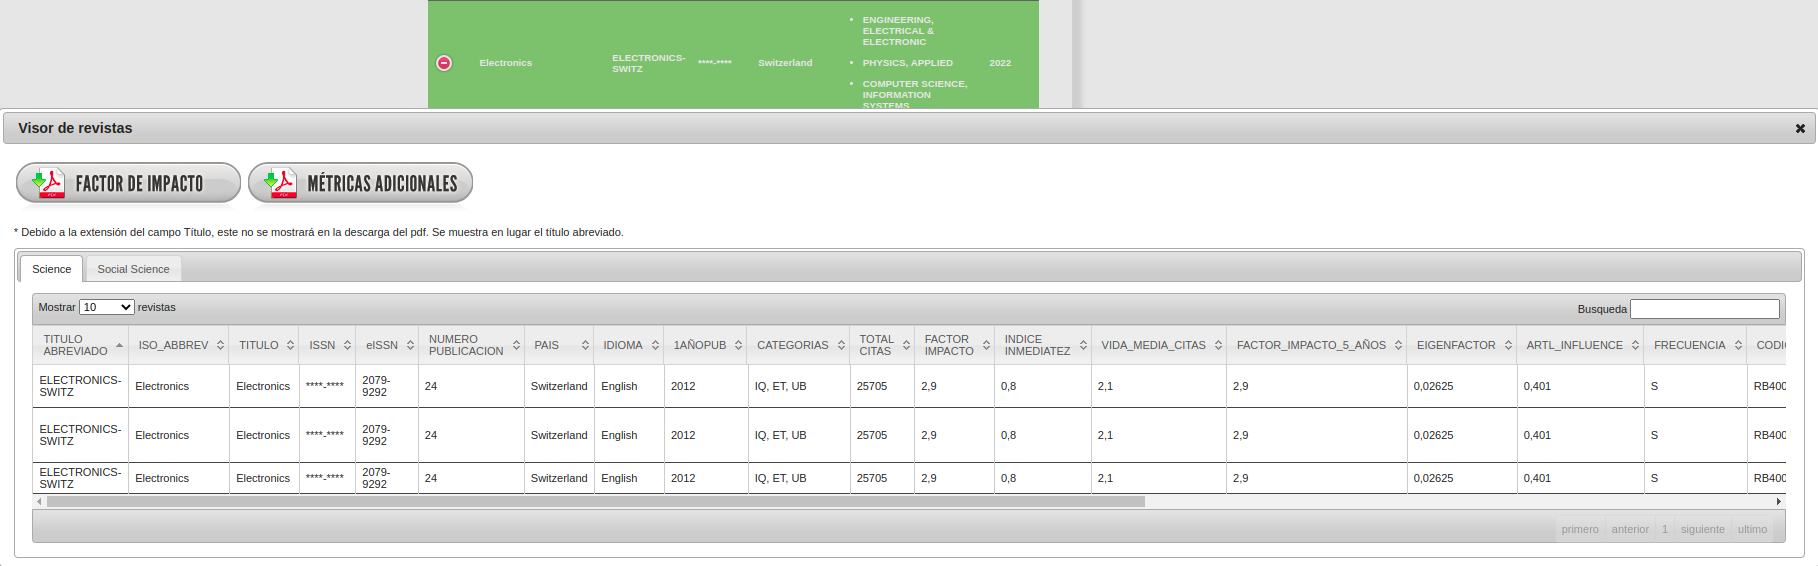 ENGINEERING,
ELECTRICAL &
ELECTRONIC
Electronics
ELECTRONICS-
SWITZ
****-****
Switzerland
PHYSICS, APPLIED
2022
COMPUTER SCIENCE,
INFORMATION
SYSTEMS
Visor de revistas
FACTOR DE IMPACTO
MÉTRICAS ADICIONALES
* Debido a la extensión del campo Título, este no se mostrará en la descarga del pdf. Se muestra en lugar el título abreviado.
Science Social Science
Mostrar 10 revistas Busqueda
TITULO ABREVIADO ISO_ABBREV TITULO ISSN eISSN NUMERO PUBLICACION PAIS IDIOMA 1AÑOPUB CATEGORIAS TOTAL CITAS FACTOR IMPACTO INDICE INMEDIATEZ VIDA_MEDIA_CITAS FACTOR_IMPACTO_5_AÑOS EIGENFACTOR ARTL_INFLUENCE FRECUENCIA CODI
ELECTRONICS-SWITZ Electronics Electronics ****-**** 2079-9292 24 Switzerland English 2012 IQ, ET, UB 25705 2,9 0,8 2,1 2,9 0,02625 0,401 S RB400
ELECTRONICS-SWITZ Electronics Electronics ****-**** 2079-9292 24 Switzerland English 2012 IQ, ET, UB 25705 2,9 0,8 2,1 2,9 0,02625 0,401 S RB400
ELECTRONICS-SWITZ Electronics Electronics ****-**** 2079-9292 24 Switzerland English 2012 IQ, ET, UB 25705 2,9 0,8 2,1 2,9 0,02625 0,401 S RB400
primero anterior 1 siguiente ultimo